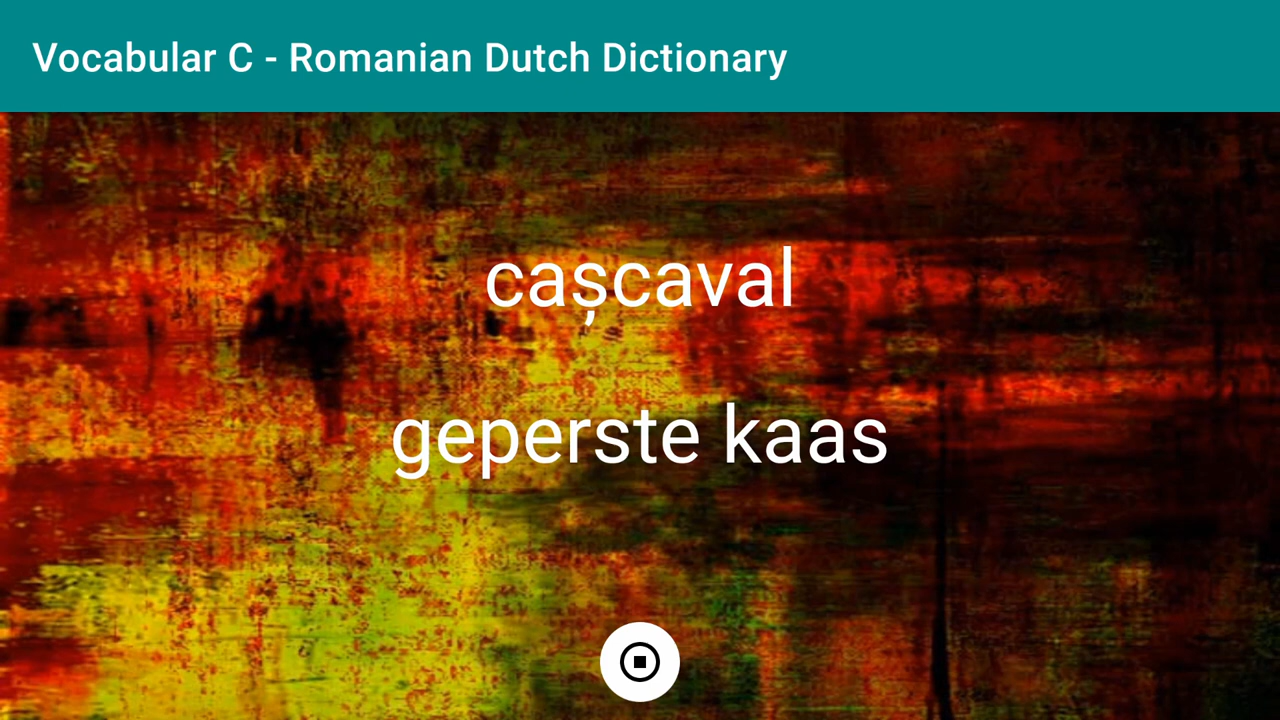 Vocabular C - Romanian Dutch Dictionary
cașcaval
geperste kaas